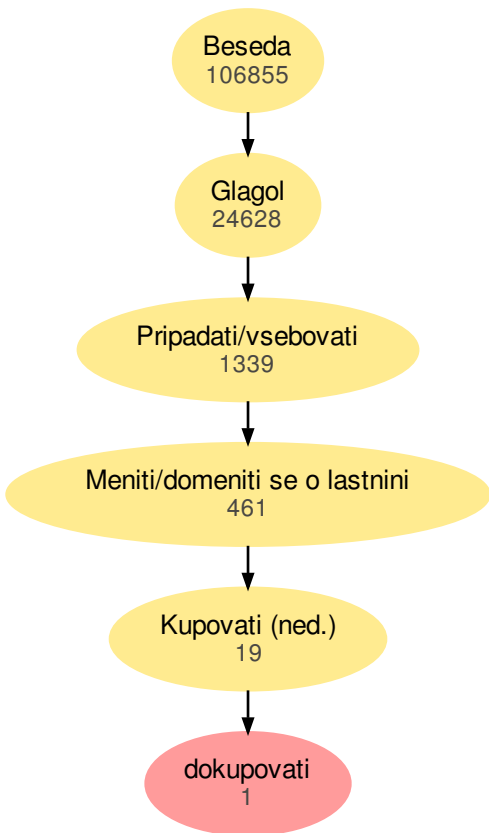 Beseda
106855
Glagol
24628
Pripadati/vsebovati
1339
Meniti/domeniti se o lastnini
461
Kupovati (ned.)
19
dokupovati
1